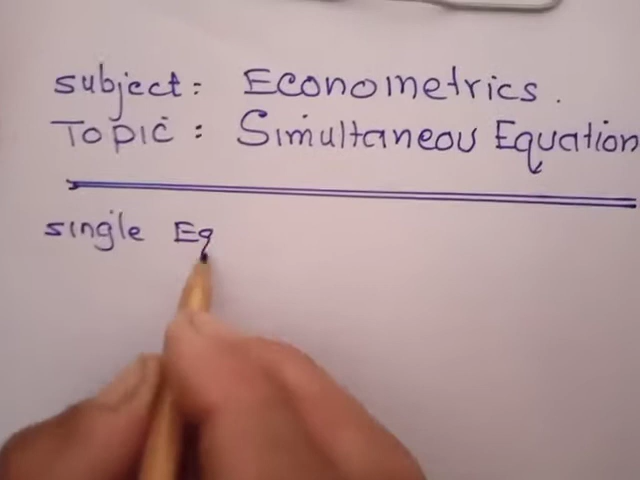 subject: Econometrics.
Topic: Simultaneou Equation
single Eq